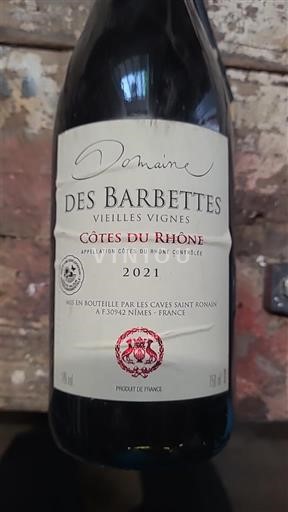 Domaine
DES BARBETTES
VIEILLES VIGNES
CÔTES DU RHÔNE
APPELLATION CÔTES DU RHÔNE CONTRÔLÉE
2021
MIS EN BOUTEILLE PAR LES CAVES SAINT RONAIN
A F.30942 NÎMES - FRANCE
PRODUIT DE FRANCE